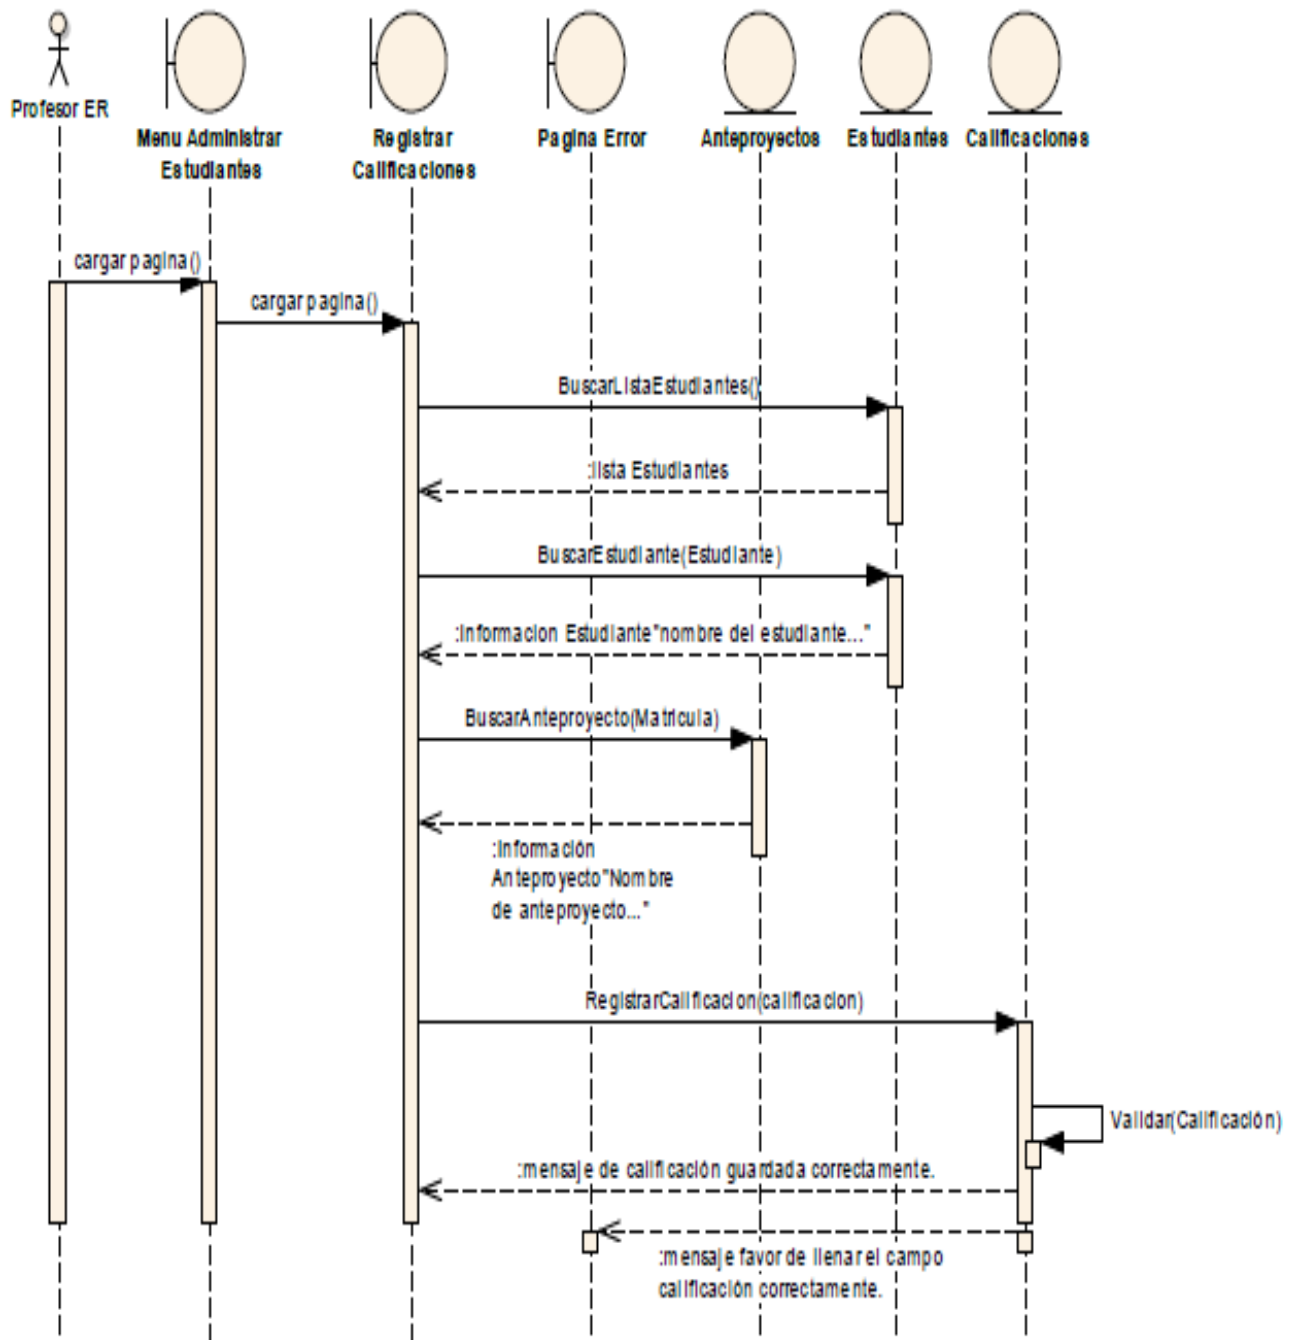 Profesor ER
Menu Administrar
Estudiantes
Registrar
Calificaciones
Pagina Error
Anteproyectos
Estudiantes
Calificaciones
cargar pagina()
cargar pagina()
BuscarListaEstudiantes()
:lista Estudiantes
BuscarEstudiante(Estudiante)
:Informacion Estudiante"nombre del estudiante..."
BuscarAnteproyecto(Matricula)
:Información
Anteproyecto"Nombre
de anteproyecto..."
RegistrarCalificacion(calificacion)
Validar(Calificación)
:mensaje de calificación guardada correctamente.
:mensaje favor de llenar el campo
calificación correctamente.